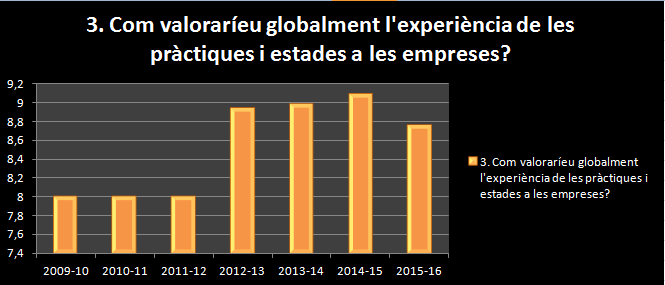 3. Com valoraríeu globalment l'experiència de les
pràctiques i estades a les empreses?
9,2
9
8,8
8,6
8,4
8,2
8
7,8
7,6
7,4
2009-10 2010-11 2011-12 2012-13 2013-14 2014-15 2015-16
3. Com valoraríeu globalment
l'experiència de les pràctiques i
estades a les empreses?